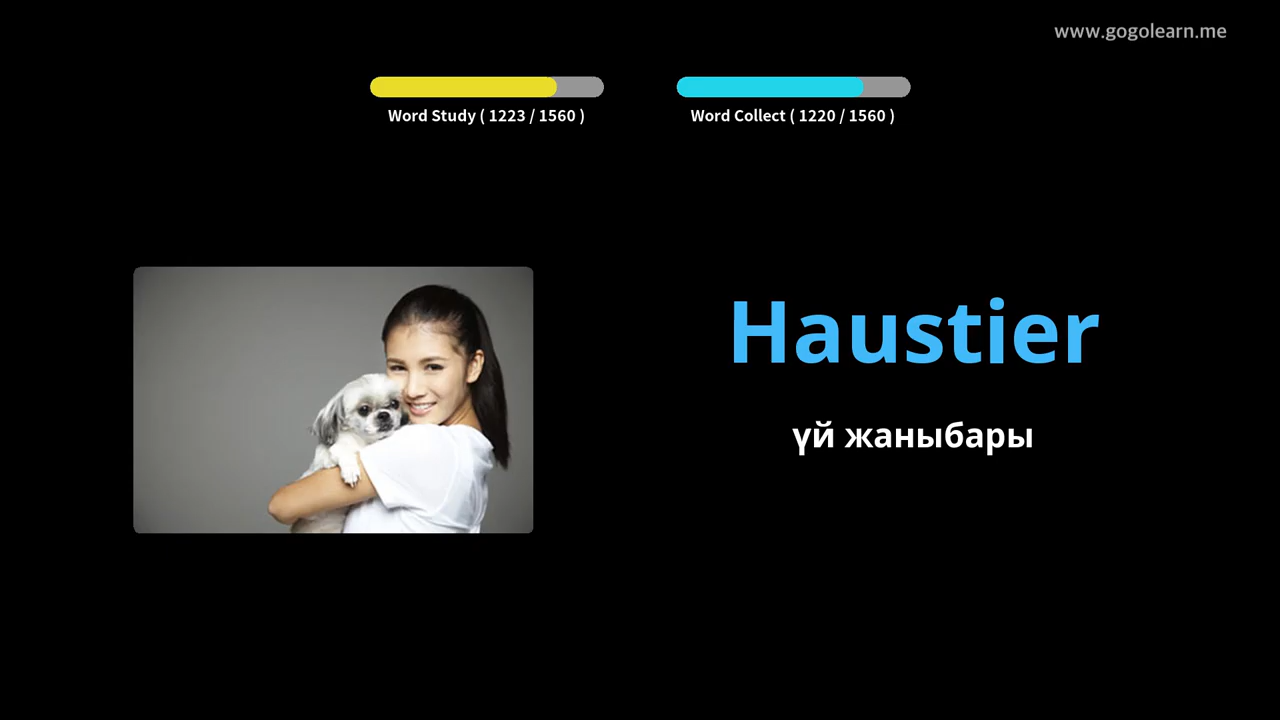 www.gogolearn.me
Word Study ( 1223 / 1560 )
Word Collect ( 1220 / 1560 )
Haustier
үй жаныбары